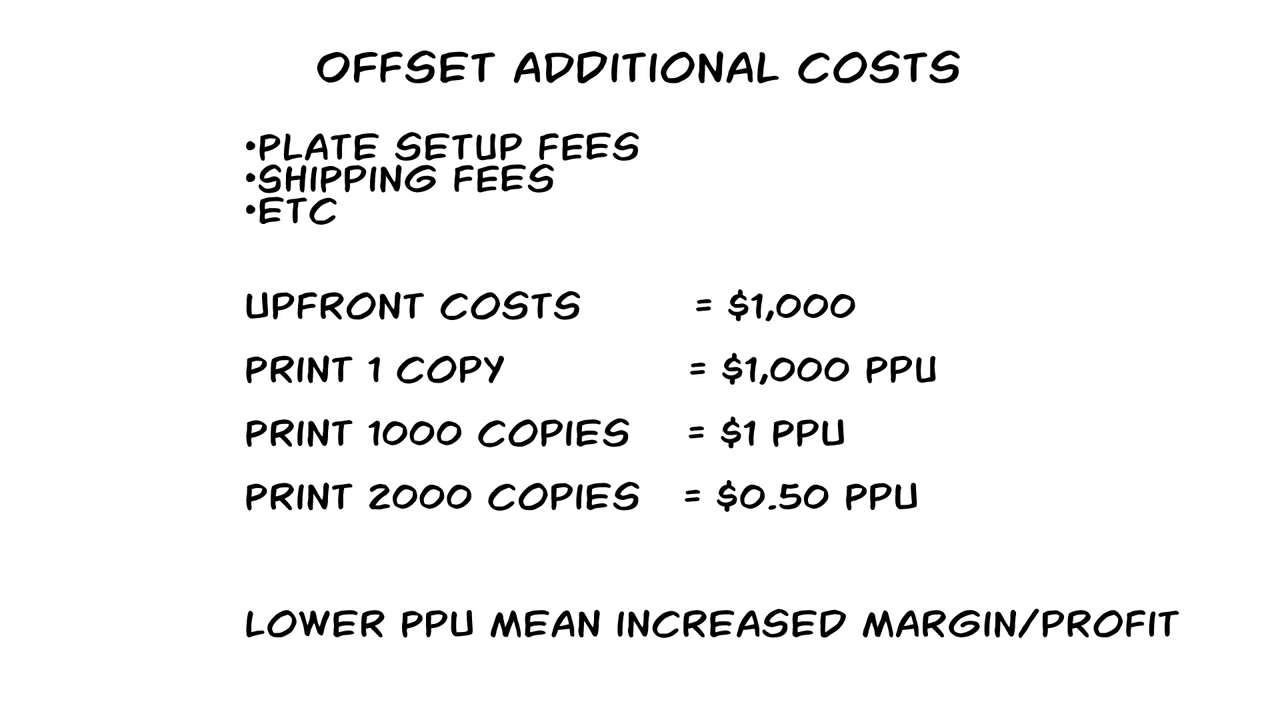 OFFSET ADDITIONAL COSTS
•PLATE SETUP FEES
•SHIPPING FEES
•ETC
UPFRONT COSTS = $1,000
PRINT 1 COPY = $1,000 PPU
PRINT 1000 COPIES = $1 PPU
PRINT 2000 COPIES = $0.50 PPU
LOWER PPU MEAN INCREASED MARGIN/PROFIT